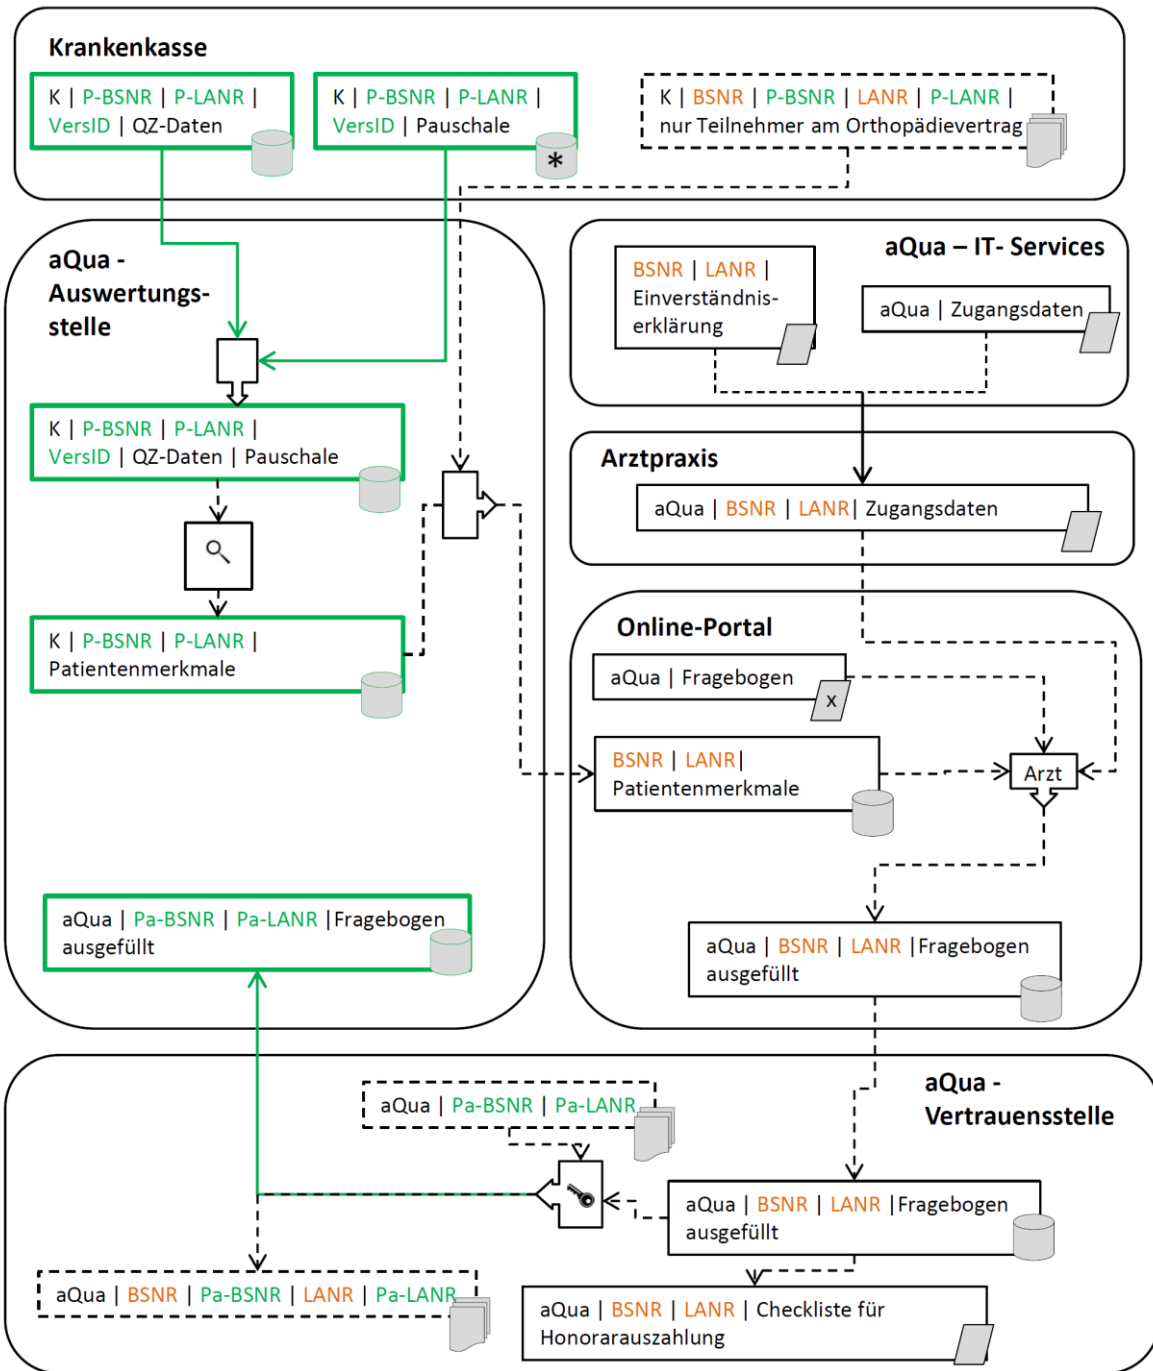 Krankenkasse
K | P-BSNR | P-LANR |
VersID | QZ-Daten
K | P-BSNR | P-LANR |
VersID | Pauschale
*
K | BSNR | P-BSNR | LANR | P-LANR |
nur Teilnehmer am Orthopädievertrag
aQua -
Auswertungs-
stelle
K | P-BSNR | P-LANR |
VersID | QZ-Daten | Pauschale
K | P-BSNR | P-LANR |
Patientenmerkmale
aQua | Pa-BSNR | Pa-LANR |Fragebogen
ausgefüllt
aQua – IT- Services
BSNR | LANR |
Einverständnis-
erklärung
aQua | Zugangsdaten
Arztpraxis
aQua | BSNR | LANR| Zugangsdaten
Online-Portal
aQua | Fragebogen
x
BSNR | LANR|
Patientenmerkmale
Arzt
aQua | BSNR | LANR |Fragebogen
ausgefüllt
aQua -
Vertrauensstelle
aQua | Pa-BSNR | Pa-LANR
aQua | BSNR | LANR |Fragebogen
ausgefüllt
aQua | BSNR | Pa-BSNR | LANR | Pa-LANR
aQua | BSNR | LANR | Checkliste für
Honorarauszahlung